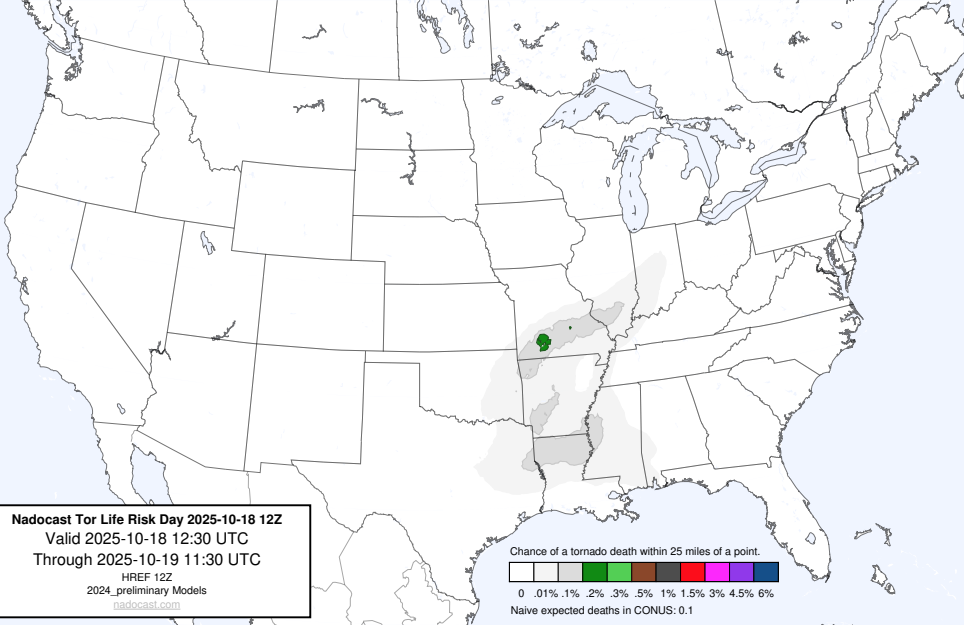 Nadocast Tor Life Risk Day 2025-10-18 12Z
Valid 2025-10-18 12:30 UTC
Through 2025-10-19 11:30 UTC
HREF 12Z
2024_preliminary Models
nadocast.com
Chance of a tornado death within 25 miles of a point.
0 .01% .1% .2% .3% .5% 1% 1.5% 3% 4.5% 6%
Naive expected deaths in CONUS: 0.1